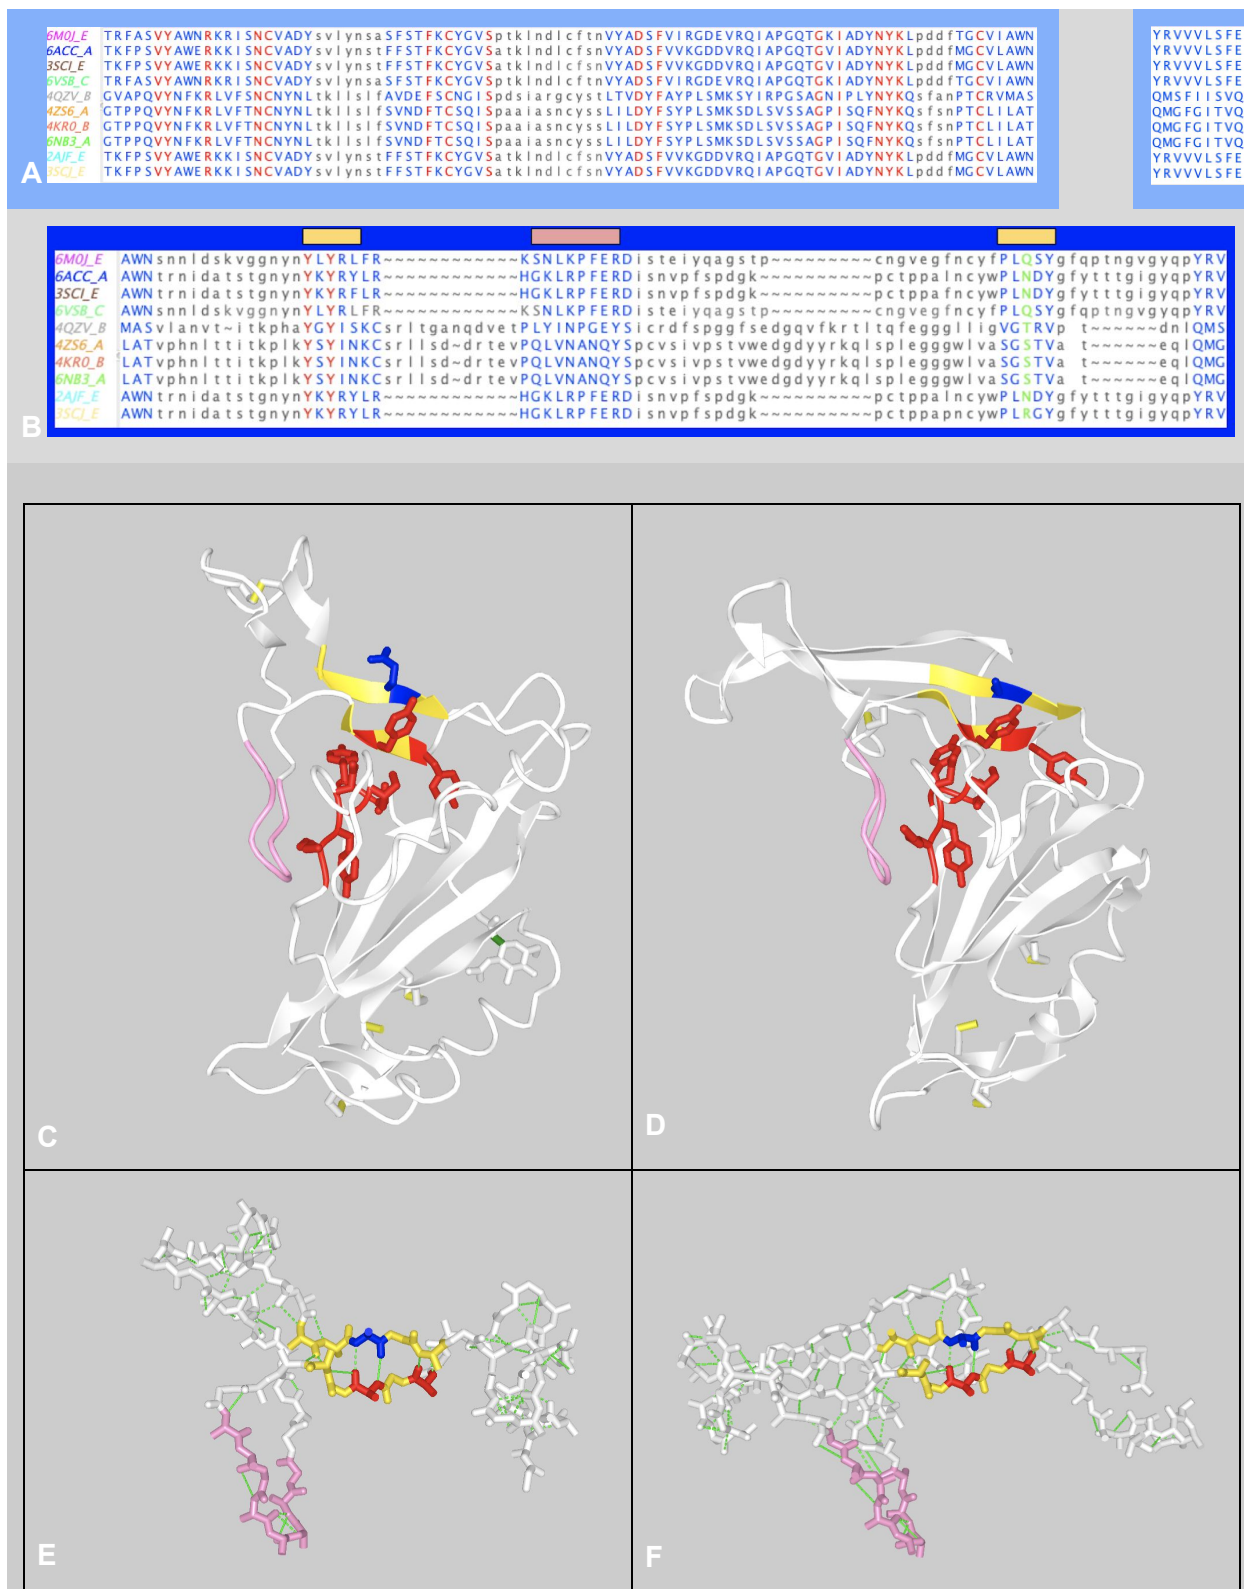 6M0J_E TRFASVYAWNRKRISNCVADYsvlynsaSFSTFKCYGVSptklndlcftnVYADSFVIRGDEVRQIAPGQTGKIADYNYKLpddfTGCVIAWN YRVVVLSFE
6ACC_A TKFPSVYAWERKKISNCVADYsvlynstFFSTFKCYGVSatklndlcfsnVYADSFVVKGDDVRQIAPGQTGVIADYNYKLpddfMGCVLAWN YRVVVLSFE
3SCI_E TKFPSVYAWERKKISNCVADYsvlynstFFSTFKCYGVSatklndlcfsnVYADSFVVKGDDVRQIAPGQTGVIADYNYKLpddfMGCVLAWN YRVVVLSFE
6VSB_C TRFASVYAWNRKRISNCVADYsvlynsaSFSTFKCYGVSptklndlcftnVYADSFVIRGDEVRQIAPGQTGKIADYNYKLpddfTGCVIAWN YRVVVLSFE
4QZV_B GVAPQVYNFKRLVFSNCNYNLtkllslfAVDEFSCNGISpdsiargcystLTVDYFAYPLSMKSYIRPGSAGNIPLYNYKQsfanPTCRVMAS QMSFIISVQ
4ZS6_A GTPPQVYNFKRLVFTNCNYNLtkllslfSVNDFTCSQISpaaiasncyssLILDYFSYPLSMKSDLSVSSAGPISQFNYKQsfsnPTCLILAT QMGFGITVQ
4KR0_B GTPPQVYNFKRLVFTNCNYNLtkllslfSVNDFTCSQISpaaiasncyssLILDYFSYPLSMKSDLSVSSAGPISQFNYKQsfsnPTCLILAT QMGFGITVQ
6NB3_A GTPPQVYNFKRLVFTNCNYNLtkllslfSVNDFTCSQISpaaiasncyssLILDYFSYPLSMKSDLSVSSAGPISQFNYKQsfsnPTCLILAT QMGFGITVQ
2AJF_E TKFPSVYAWERKKISNCVADYsvlynstFFSTFKCYGVSatklndlcfsnVYADSFVVKGDDVRQIAPGQTGVIADYNYKLpddfMGCVLAWN YRVVVLSFE
3SCJ_E TKFPSVYAWERKKISNCVADYsvlynstFFSTFKCYGVSatklndlcfsnVYADSFVVKGDDVRQIAPGQTGVIADYNYKLpddfMGCVLAWN YRVVVLSFE
A
6M0J_E AWNsnnldskvggnynYLYRLFR~~~~~~~~~~~~KSNLKPFERDisteiyqagstp~~~~~~~~~cngvegfncyfPLQSYgfqptngvgyqpYRV
6ACC_A AWNtrnidatstgnynYKYRYLR~~~~~~~~~~~~HGKLRPFERDisnvpfspdgk~~~~~~~~~~pctppafncywPLNDYgfytttgigyqpYRV
3SCI_E AWNtrnidatstgnynYKYRFLR~~~~~~~~~~~~HGKLRPFERDisnvpfspdgk~~~~~~~~~~pctppalncywPLNDYgfytttgigyqpYRV
6VSB_C AWNsnnldskvggnynYLYRLFR~~~~~~~~~~~~KSNLKPFERDisteiyqagstp~~~~~~~~~cngvegfncyfPLQSYgfqptngvgyqpYRV
4QZV_B MASvlanvt~itkphaYGYISKCsrltganqdvetPLYINPGEYSicrdfspggfsedgqvfkrtltqfeggglligVGTRVp t~~~~~~dnlQMS
4ZS6_A LATvphnlttitkplkYSYINKCsrllsd~drtevPQLVNANQYSpcvsivpstvwedgdyyrkqlsplegggwlvaSGSTVa t~~~~~~eqlQMG
4KR0_B LATvphnlttitkplkYSYINKCsrllsd~drtevPQLVNANQYSpcvsivpstvwedgdyyrkqlsplegggwlvaSGSTVa t~~~~~~eqlQMG
6NB3_A LATvphnlttitkplkYSYINKCsrllsd~drtevPQLVNANQYSpcvsivpstvwedgdyyrkqlsplegggwlvaSGSTVa t~~~~~~eqlQMG
2AJF_E AWNtrnidatstgnynYKYRYLR~~~~~~~~~~~~HGKLRPFERDisnvpfspdgk~~~~~~~~~~pctppalncywPLNDYgfytttgigyqpYRV
3SCJ_E AWNtrnidatstgnynYKYRYLR~~~~~~~~~~~~HGKLRPFERDisnvpfspdgk~~~~~~~~~~pctppapncywPLRGYgfytttgigyqpYRV
B
C
D
E
F